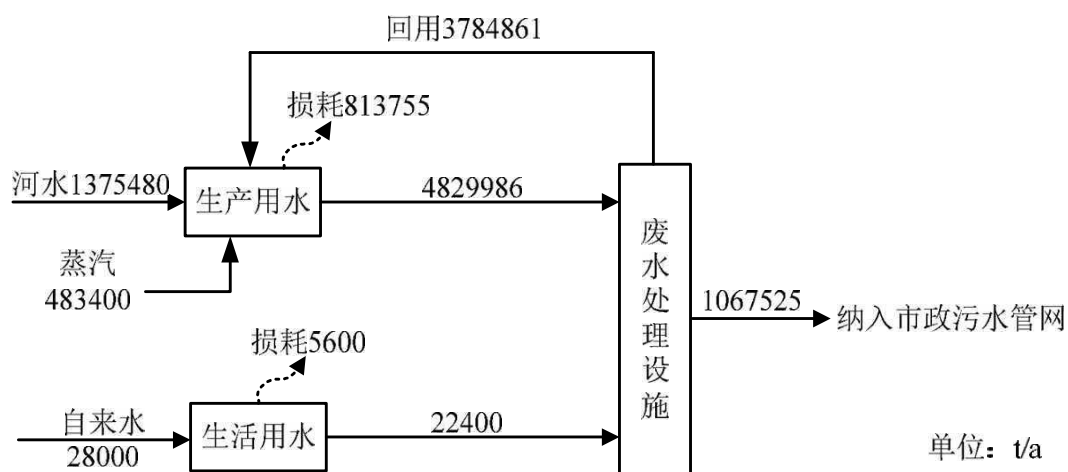 回用3784861
损耗813755
河水1375480
生产用水
4829986
蒸汽
483400
废水处理设施
1067525
纳入市政污水管网
损耗5600
自来水
28000
生活用水
22400
单位：t/a